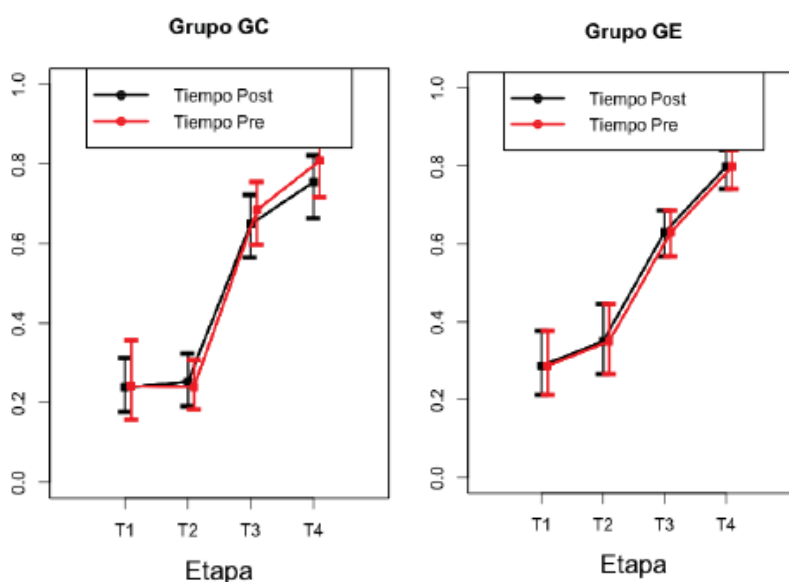 Grupo GC
Tiempo Post
Tiempo Pre
1.0
0.8
0.6
0.4
0.2
0.0
T1 T2 T3 T4
Etapa
Grupo GE
Tiempo Post
Tiempo Pre
1.0
0.8
0.6
0.4
0.2
0.0
T1 T2 T3 T4
Etapa